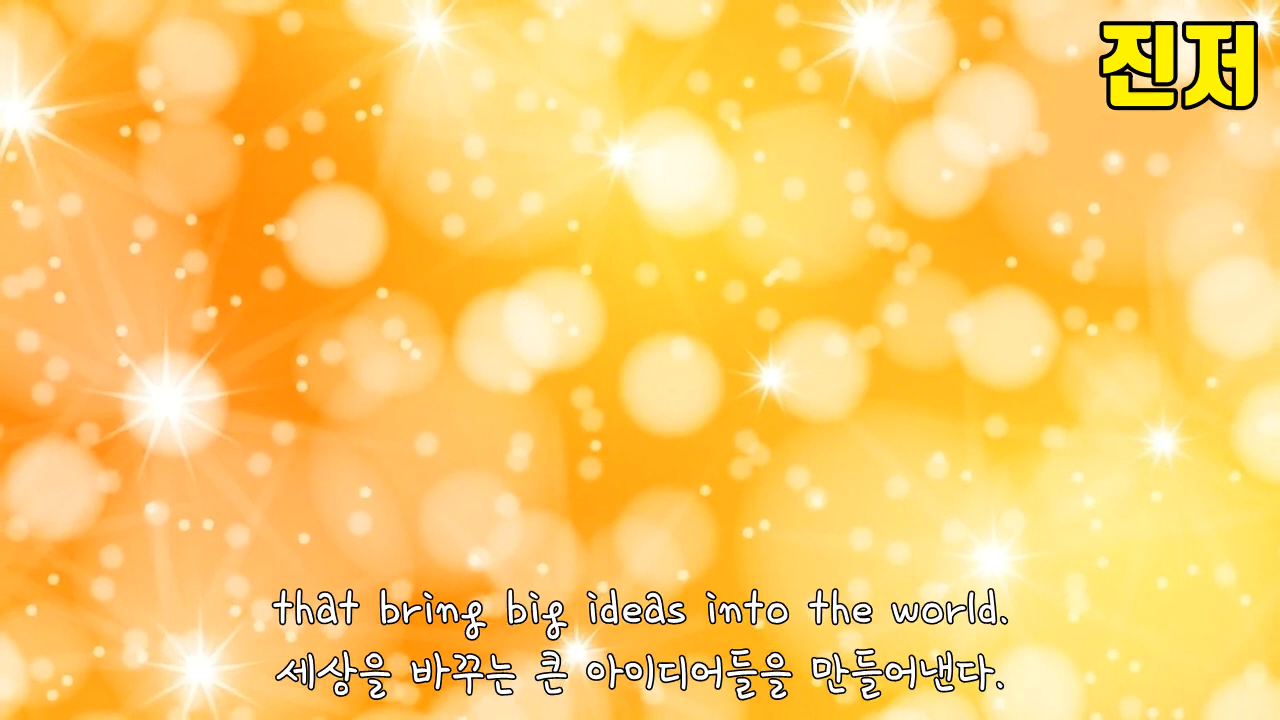 진저
that bring big ideas into the world.
세상을 바꾸는 큰 아이디어들을 만들어낸다.